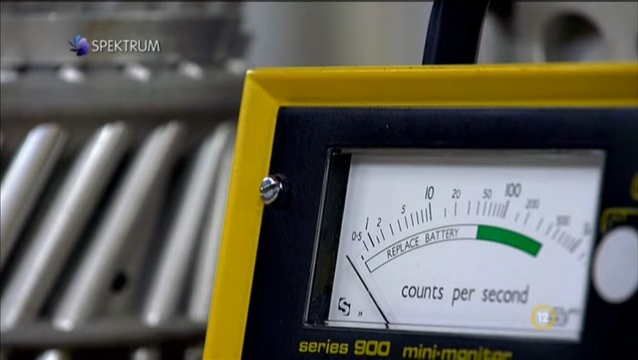 SPEKTRUM
0·5 1 2 5 10 20 50 100 200 500
REPLACE BATTERY
counts per second
12
series 900 mini-monitor